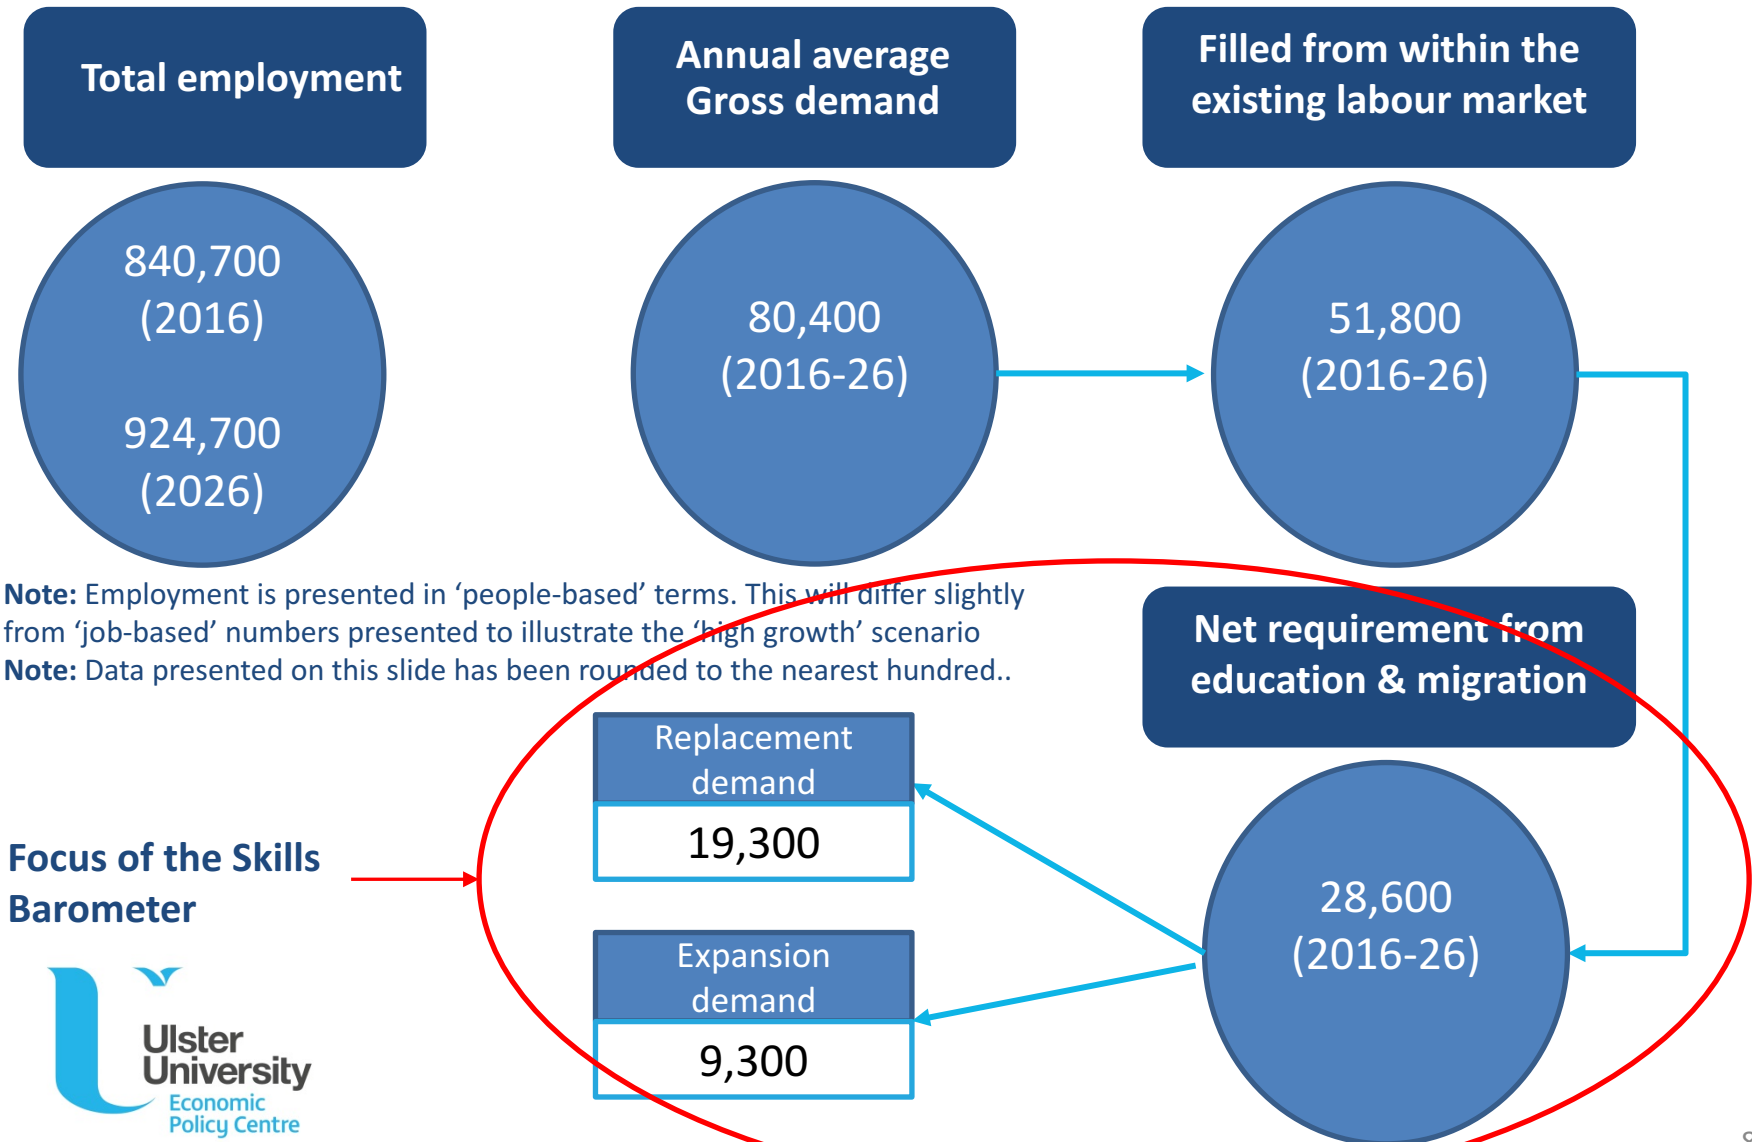 Total employment
Annual average
Gross demand
Filled from within the
existing labour market
840,700
(2016)
924,700
(2026)
80,400
(2016-26)
51,800
(2016-26)
Note: Employment is presented in ‘people-based’ terms. This will differ slightly
from ‘job-based’ numbers presented to illustrate the ‘high growth’ scenario
Note: Data presented on this slide has been rounded to the nearest hundred..
Net requirement from
education & migration
Replacement
demand
19,300
Focus of the Skills
Barometer
28,600
(2016-26)
Expansion
demand
9,300
Ulster
University
Economic
Policy Centre